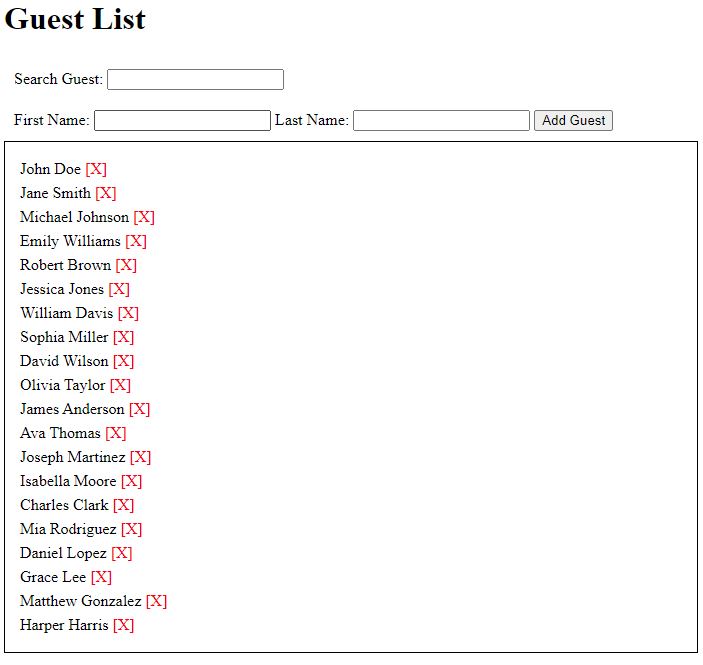 Guest List
Search Guest:
First Name: Last Name: Add Guest
John Doe [X]
Jane Smith [X]
Michael Johnson [X]
Emily Williams [X]
Robert Brown [X]
Jessica Jones [X]
William Davis [X]
Sophia Miller [X]
David Wilson [X]
Olivia Taylor [X]
James Anderson [X]
Ava Thomas [X]
Joseph Martinez [X]
Isabella Moore [X]
Charles Clark [X]
Mia Rodriguez [X]
Daniel Lopez [X]
Grace Lee [X]
Matthew Gonzalez [X]
Harper Harris [X]